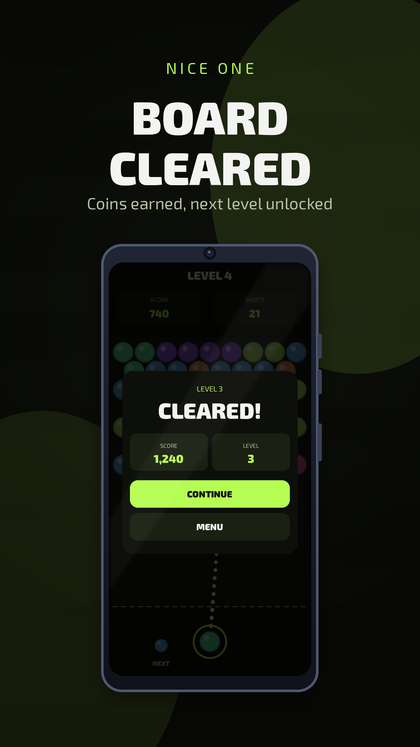 NICE ONE
BOARD
CLEARED
Coins earned, next level unlocked
LEVEL 4
SCORE SHOTS
740 21
LEVEL 3
CLEARED!
SCORE LEVEL
1,240 3
CONTINUE
MENU
NEXT